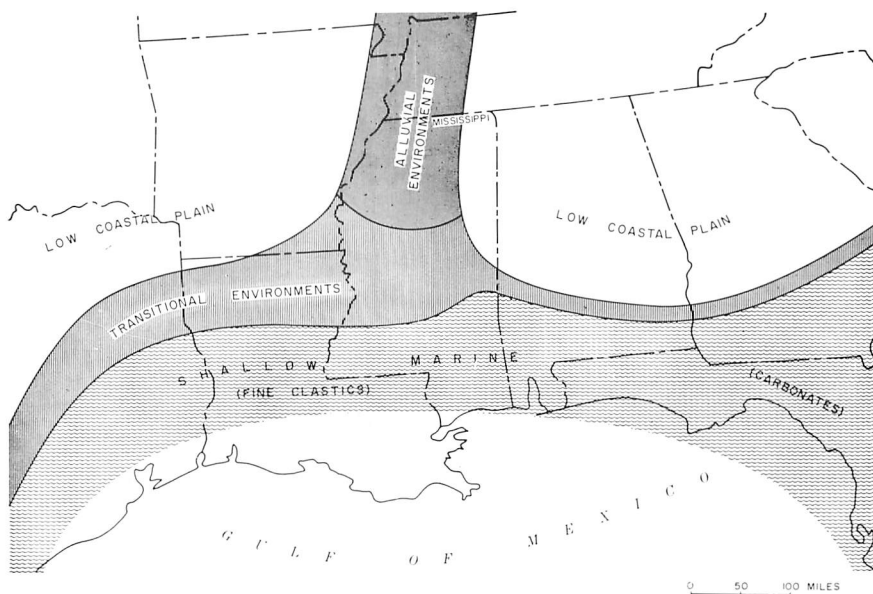 ALLUVIAL
ENVIRONMENTS
MISSISSIPPI
LOW COASTAL PLAIN
LOW COASTAL PLAIN
TRANSITIONAL ENVIRONMENTS
SHALLOW MARINE
(FINE CLASTICS)
(CARBONATES)
GULF OF MEXICO
0 50 100 MILES